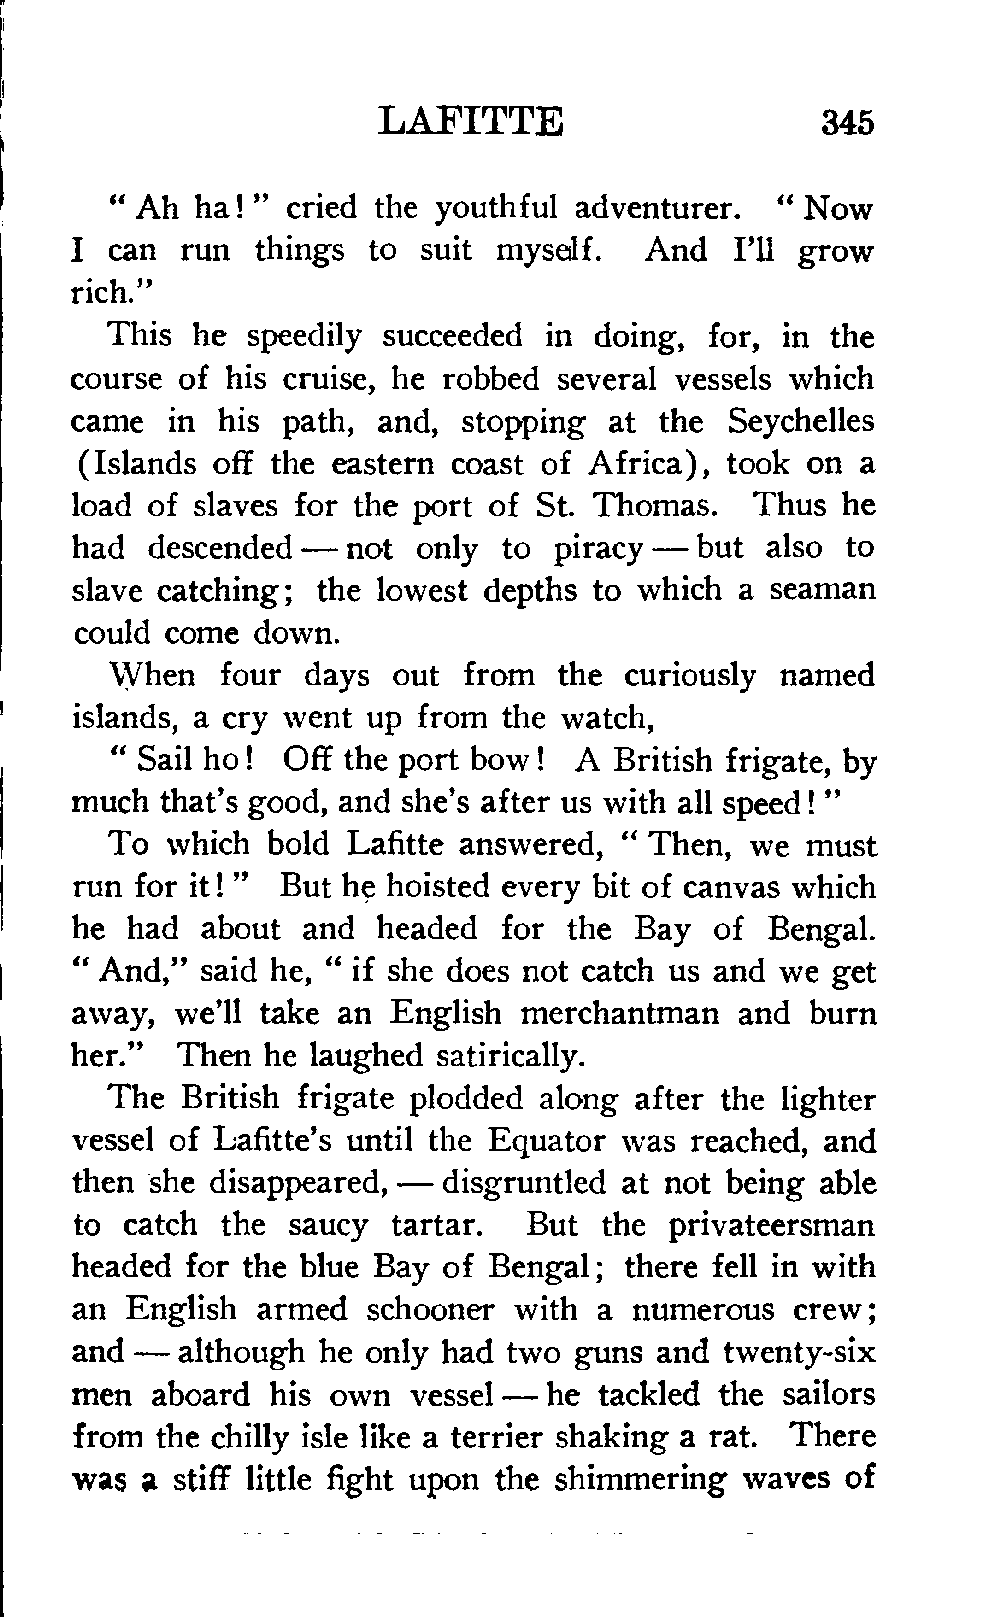 LAFITTE 345
“ Ah ha! ” cried the youthful adventurer. “ Now
I can run things to suit myself. And I’ll grow
rich.”
This he speedily succeeded in doing, for, in the
course of his cruise, he robbed several vessels which
came in his path, and, stopping at the Seychelles
(Islands off the eastern coast of Africa), took on a
load of slaves for the port of St. Thomas. Thus he
had descended — not only to piracy — but also to
slave catching; the lowest depths to which a seaman
could come down.
When four days out from the curiously named
islands, a cry went up from the watch,
“ Sail ho! Off the port bow! A British frigate, by
much that’s good, and she’s after us with all speed! ”
To which bold Lafitte answered, “ Then, we must
run for it! ” But he hoisted every bit of canvas which
he had about and headed for the Bay of Bengal.
“ And,” said he, “ if she does not catch us and we get
away, we’ll take an English merchantman and burn
her.” Then he laughed satirically.
The British frigate plodded along after the lighter
vessel of Lafitte’s until the Equator was reached, and
then she disappeared, — disgruntled at not being able
to catch the saucy tartar. But the privateersman
headed for the blue Bay of Bengal; there fell in with
an English armed schooner with a numerous crew;
and — although he only had two guns and twenty-six
men aboard his own vessel — he tackled the sailors
from the chilly isle like a terrier shaking a rat. There
was a stiff little fight upon the shimmering waves of